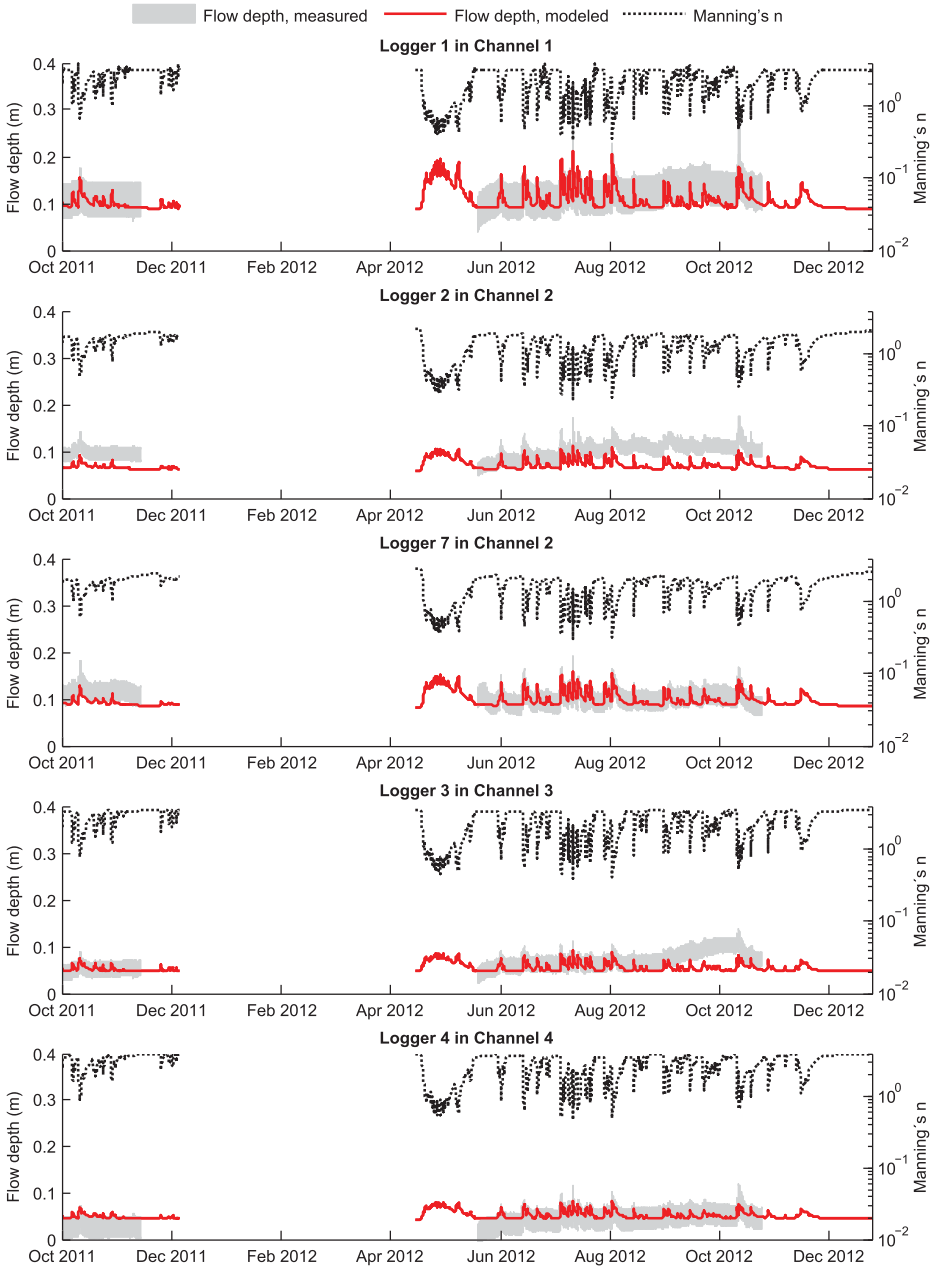 Flow depth, measured Flow depth, modeled Manning's n
Logger 1 in Channel 1
0.4
0.3
0.2
0.1
0
Flow depth (m)
10⁰
10⁻¹
10⁻²
Manning´s n
Oct 2011 Dec 2011 Feb 2012 Apr 2012 Jun 2012 Aug 2012 Oct 2012 Dec 2012
Logger 2 in Channel 2
0.4
0.3
0.2
0.1
0
Flow depth (m)
10⁰
10⁻¹
10⁻²
Manning´s n
Oct 2011 Dec 2011 Feb 2012 Apr 2012 Jun 2012 Aug 2012 Oct 2012 Dec 2012
Logger 7 in Channel 2
0.4
0.3
0.2
0.1
0
Flow depth (m)
10⁰
10⁻¹
10⁻²
Manning´s n
Oct 2011 Dec 2011 Feb 2012 Apr 2012 Jun 2012 Aug 2012 Oct 2012 Dec 2012
Logger 3 in Channel 3
0.4
0.3
0.2
0.1
0
Flow depth (m)
10⁰
10⁻¹
10⁻²
Manning´s n
Oct 2011 Dec 2011 Feb 2012 Apr 2012 Jun 2012 Aug 2012 Oct 2012 Dec 2012
Logger 4 in Channel 4
0.4
0.3
0.2
0.1
0
Flow depth (m)
10⁰
10⁻¹
10⁻²
Manning´s n
Oct 2011 Dec 2011 Feb 2012 Apr 2012 Jun 2012 Aug 2012 Oct 2012 Dec 2012